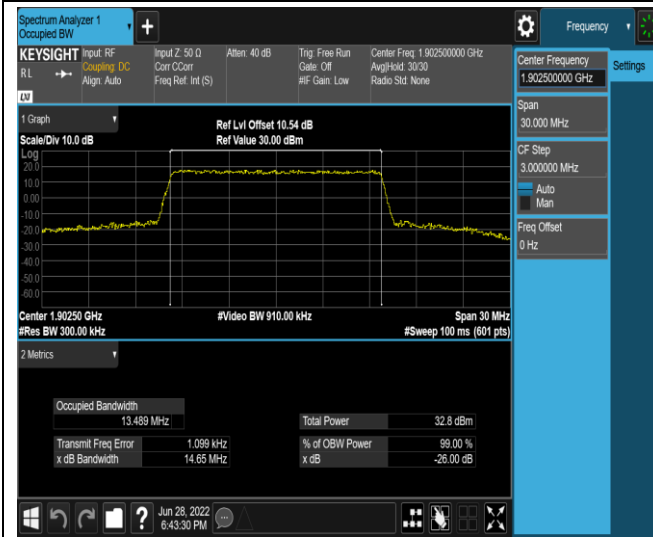 Spectrum Analyzer 1
Occupied BW
+
Frequency
KEYSIGHT
RL
LXI
Input: RF
Coupling: DC
Align: Auto
Input Z: 50 Ω
Corr CCorr
Freq Ref: Int (S)
Atten: 40 dB
Trig: Free Run
Gate: Off
#IF Gain: Low
Center Freq: 1.902500000 GHz
Avg|Hold: 30/30
Radio Std: None
Center Frequency
1.902500000 GHz
Settings
Span
30.000 MHz
CF Step
3.000000 MHz
Auto
Man
Freq Offset
0 Hz
1 Graph
Scale/Div 10.0 dB
Ref Lvl Offset 10.54 dB
Ref Value 30.00 dBm
Log
20.0
10.0
0.00
-10.0
-20.0
-30.0
-40.0
-50.0
-60.0
Center 1.90250 GHz
#Video BW 910.00 kHz
Span 30 MHz
#Res BW 300.00 kHz
#Sweep 100 ms (601 pts)
2 Metrics
Occupied Bandwidth
13.489 MHz
Total Power 32.8 dBm
Transmit Freq Error 1.099 kHz
% of OBW Power 99.00 %
x dB Bandwidth 14.65 MHz
x dB -26.00 dB
?
Jun 28, 2022
6:43:30 PM